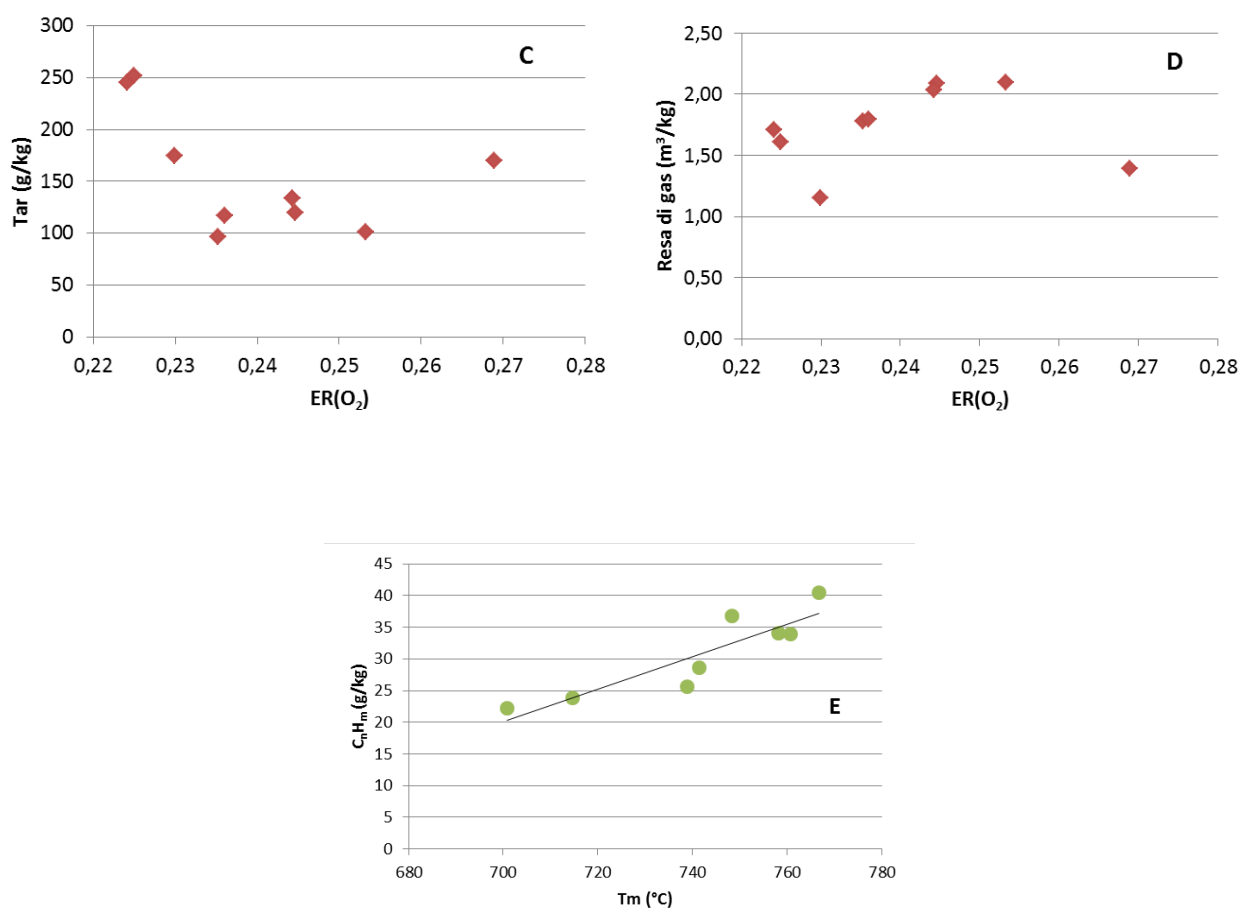 C
Tar (g/kg)
300
250
200
150
100
50
0
0,22 0,23 0,24 0,25 0,26 0,27 0,28
ER(O₂)
D
Resa di gas (m³/kg)
2,50
2,00
1,50
1,00
0,50
0,00
0,22 0,23 0,24 0,25 0,26 0,27 0,28
ER(O₂)
E
CₙHₘ (g/kg)
45
40
35
30
25
20
15
10
5
0
680 700 720 740 760 780
Tm (°C)